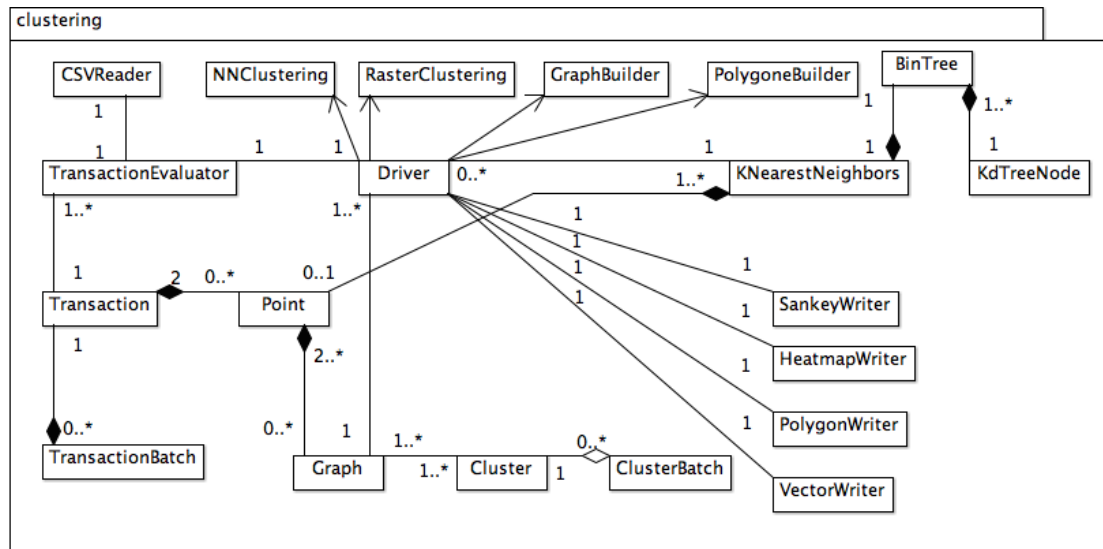 clustering
CSVReader
NNClustering
RasterClustering
GraphBuilder
PolygoneBuilder
BinTree
1
1
1..*
1
1
1
1
1
1
TransactionEvaluator
Driver
0..*
1..*
KNearestNeighbors
KdTreeNode
1..*
1..*
1
1
1
2
0..*
0..1
1
1
1
Transaction
Point
SankeyWriter
1
2..*
1
HeatmapWriter
1
0..*
0..*
1
1..*
1
PolygonWriter
0..*
TransactionBatch
Graph
1..*
Cluster
1
ClusterBatch
VectorWriter